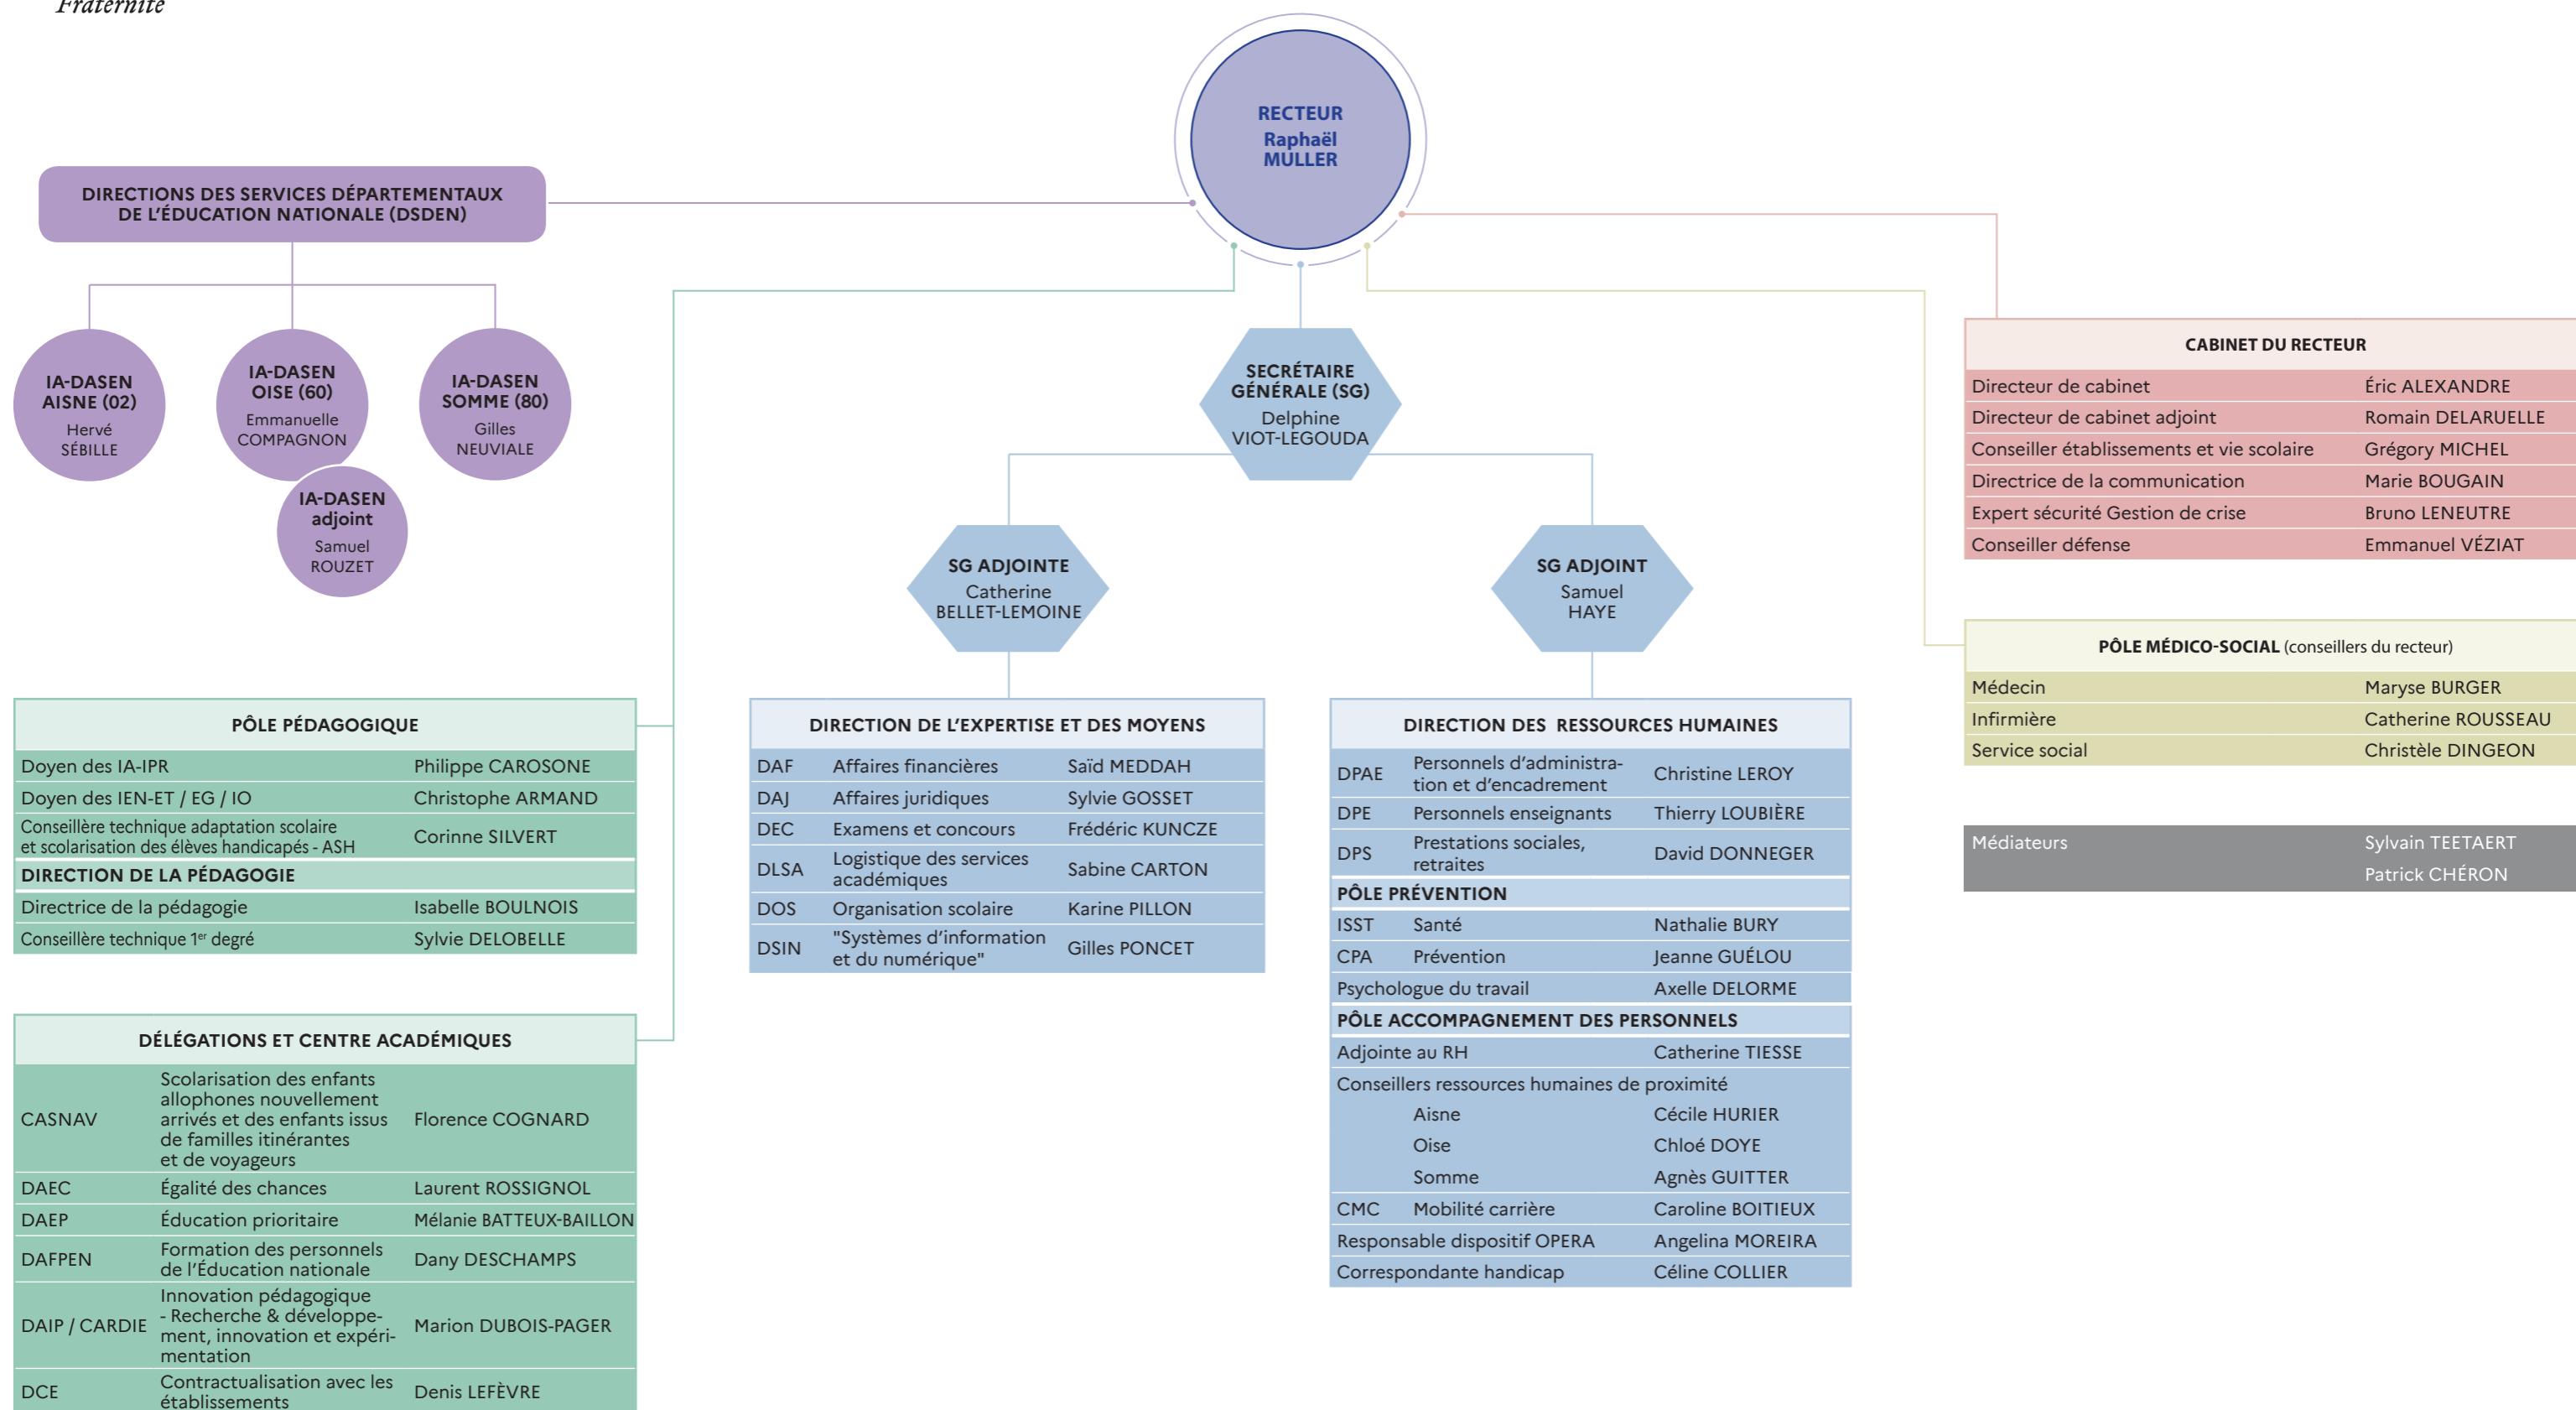 Fraternité
RECTEUR
Raphaël
MULLER
DIRECTIONS DES SERVICES DÉPARTEMENTAUX
DE L’ÉDUCATION NATIONALE (DSDEN)
IA-DASEN
AISNE (02)
Hervé
SÉBILLE
IA-DASEN
OISE (60)
Emmanuelle
COMPAGNON
IA-DASEN
SOMME (80)
Gilles
NEUVIALE
IA-DASEN
adjoint
Samuel
ROUZET
SECRÉTAIRE
GÉNÉRALE (SG)
Delphine
VIOT-LEGOUDA
SG ADJOINTE
Catherine
BELLET-LEMOINE
SG ADJOINT
Samuel
HAYE
CABINET DU RECTEUR
Directeur de cabinet Éric ALEXANDRE
Directeur de cabinet adjoint Romain DELARUELLE
Conseiller établissements et vie scolaire Grégory MICHEL
Directrice de la communication Marie BOUGAIN
Expert sécurité Gestion de crise Bruno LENEUTRE
Conseiller défense Emmanuel VÉZIAT
PÔLE MÉDICO-SOCIAL (conseillers du recteur)
Médecin Maryse BURGER
Infirmière Catherine ROUSSEAU
Service social Christèle DINGEON
Médiateurs Sylvain TEETAERT
Patrick CHÉRON
PÔLE PÉDAGOGIQUE
Doyen des IA-IPR Philippe CAROSONE
Doyen des IEN-ET / EG / IO Christophe ARMAND
Conseillère technique adaptation scolaire
et scolarisation des élèves handicapés - ASH Corinne SILVERT
DIRECTION DE LA PÉDAGOGIE
Directrice de la pédagogie Isabelle BOULNOIS
Conseillère technique 1er degré Sylvie DELOBELLE
DÉLÉGATIONS ET CENTRE ACADÉMIQUES
CASNAV Scolarisation des enfants
allophones nouvellement
arrivés et des enfants issus
de familles itinérantes
et de voyageurs Florence COGNARD
DAEC Égalité des chances Laurent ROSSIGNOL
DAEP Éducation prioritaire Mélanie BATTEUX-BAILLON
DAFPEN Formation des personnels
de l’Éducation nationale Dany DESCHAMPS
DAIP / CARDIE Innovation pédagogique
- Recherche & développe-
ment, innovation et expéri-
mentation Marion DUBOIS-PAGER
DCE Contractualisation avec les
établissements Denis LEFÈVRE
DIRECTION DE L’EXPERTISE ET DES MOYENS
DAF Affaires financières Saïd MEDDAH
DAJ Affaires juridiques Sylvie GOSSET
DEC Examens et concours Frédéric KUNCZE
DLSA Logistique des services
académiques Sabine CARTON
DOS Organisation scolaire Karine PILLON
DSIN "Systèmes d’information
et du numérique" Gilles PONCET
DIRECTION DES RESSOURCES HUMAINES
DPAE Personnels d’administra-
tion et d’encadrement Christine LEROY
DPE Personnels enseignants Thierry LOUBIÈRE
DPS Prestations sociales,
retraites David DONNEGER
PÔLE PRÉVENTION
ISST Santé Nathalie BURY
CPA Prévention Jeanne GUÉLOU
Psychologue du travail Axelle DELORME
PÔLE ACCOMPAGNEMENT DES PERSONNELS
Adjointe au RH Catherine TIESSE
Conseillers ressources humaines de proximité
Aisne Cécile HURIER
Oise Chloé DOYE
Somme Agnès GUITTER
CMC Mobilité carrière Caroline BOITIEUX
Responsable dispositif OPERA Angelina MOREIRA
Correspondante handicap Céline COLLIER